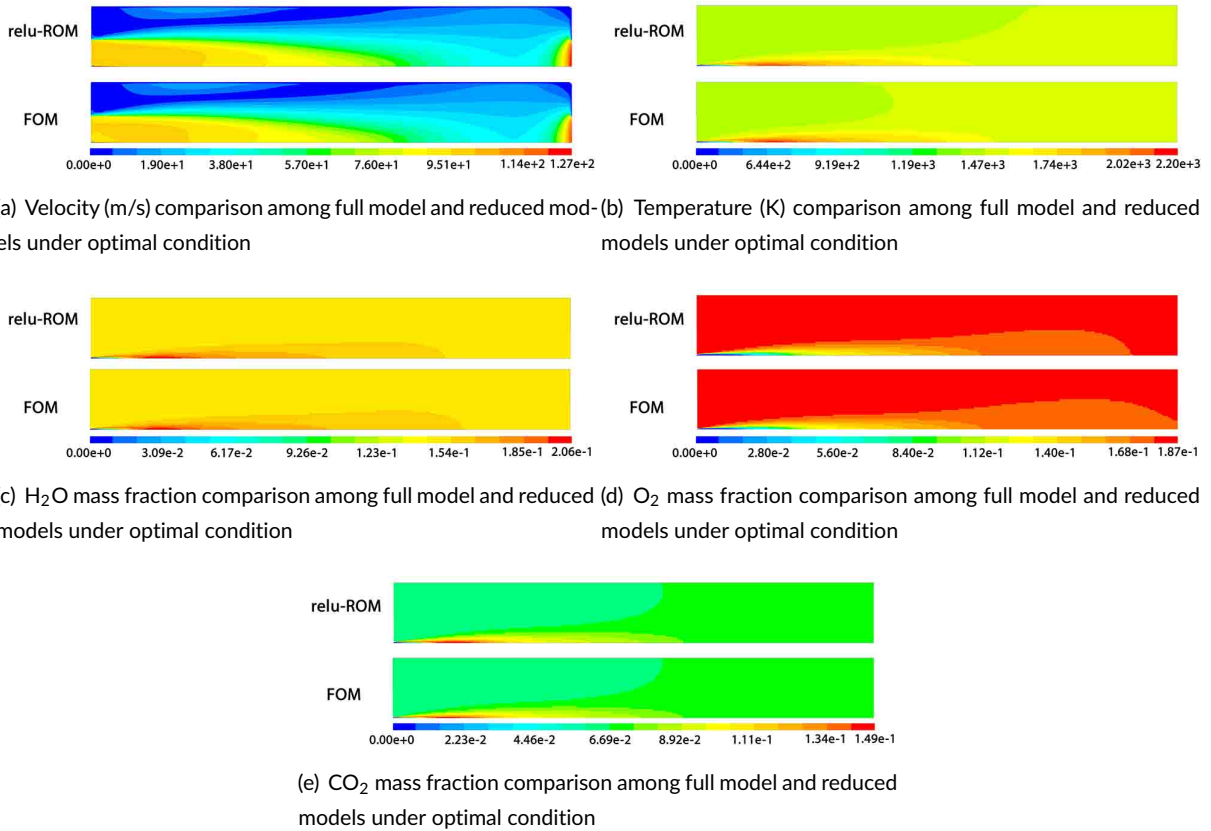 relu-ROM
FOM
0.00e+0 1.90e+1 3.80e+1 5.70e+1 7.60e+1 9.51e+1 1.14e+2 1.27e+2
a) Velocity (m/s) comparison among full model and reduced mod-
els under optimal condition
relu-ROM
FOM
0.00e+0 6.44e+2 9.19e+2 1.19e+3 1.47e+3 1.74e+3 2.02e+3 2.20e+3
(b) Temperature (K) comparison among full model and reduced
models under optimal condition
relu-ROM
FOM
0.00e+0 3.09e-2 6.17e-2 9.26e-2 1.23e-1 1.54e-1 1.85e-1 2.06e-1
c) H₂O mass fraction comparison among full model and reduced
models under optimal condition
relu-ROM
FOM
0.00e+0 2.80e-2 5.60e-2 8.40e-2 1.12e-1 1.40e-1 1.68e-1 1.87e-1
(d) O₂ mass fraction comparison among full model and reduced
models under optimal condition
relu-ROM
FOM
0.00e+0 2.23e-2 4.46e-2 6.69e-2 8.92e-2 1.11e-1 1.34e-1 1.49e-1
(e) CO₂ mass fraction comparison among full model and reduced
models under optimal condition